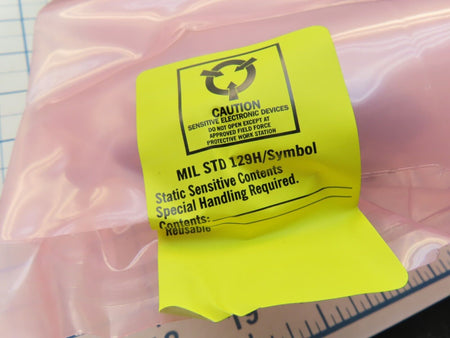 CAUTION
SENSITIVE ELECTRONIC DEVICES
DO NOT OPEN EXCEPT AT
APPROVED FIELD FORCE
PROTECTIVE WORK STATION
MIL STD 129H/Symbol
Static Sensitive Contents
Special Handling Required.
Contents:
Reusable
19